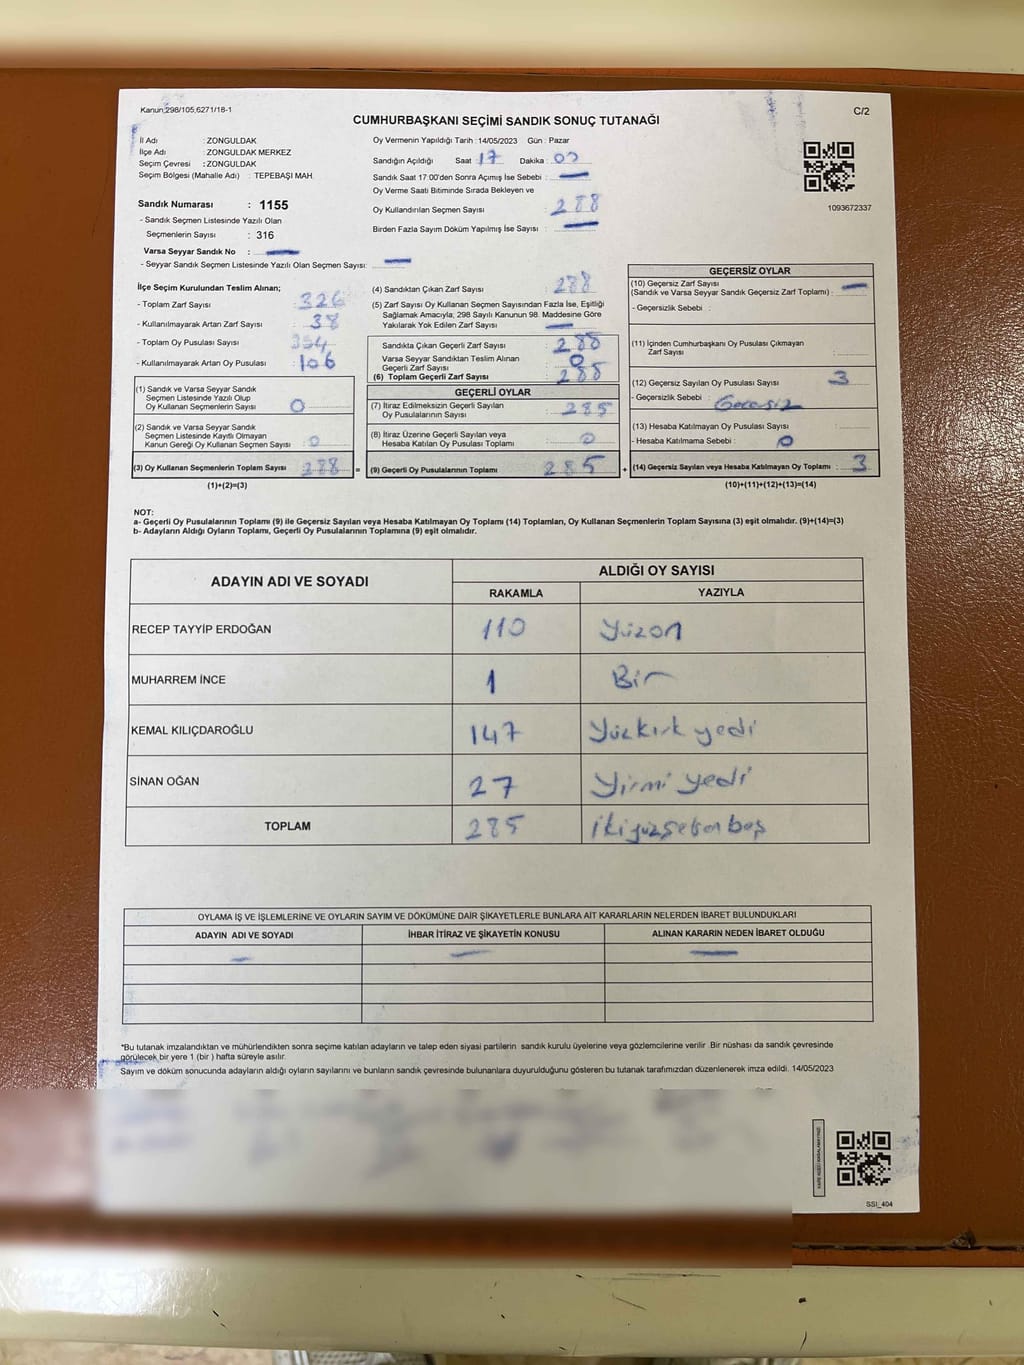 Kanun 298/105,6271/18-1
C/2
CUMHURBAŞKANI SEÇİMİ SANDIK SONUÇ TUTANAĞI
İl Adı : ZONGULDAK
İlçe Adı : ZONGULDAK MERKEZ
Seçim Çevresi : ZONGULDAK
Seçim Bölgesi (Mahalle Adı) : TEPEBAŞI MAH.
Sandık Numarası : 1155
- Sandık Seçmen Listesinde Yazılı Olan
Seçmenlerin Sayısı : 316
Varsa Seyyar Sandık No : —
- Seyyar Sandık Seçmen Listesinde Yazılı Olan Seçmen Sayısı: —
Oy Vermenin Yapıldığı Tarih : 14/05/2023 Gün : Pazar
Sandığın Açıldığı Saat : 17 Dakika :
Sandık Saat 17:00'den Sonra Açımış İse Sebebi : —
Oy Verme Saati Bitiminde Sırada Bekleyen ve
Oy Kullandırılan Seçmen Sayısı : 288
Birden Fazla Sayım Döküm Yapılmış İse Sayısı : —
1093672337
İlçe Seçim Kurulundan Teslim Alınan;
- Toplam Zarf Sayısı : 326
- Kullanılmayarak Artan Zarf Sayısı : 38
- Toplam Oy Pusulası Sayısı :
- Kullanılmayarak Artan Oy Pusulası : 106
(1) Sandık ve Varsa Seyyar Sandık
Seçmen Listesinde Yazılı Olup
Oy Kullanan Seçmenlerin Sayısı : 0
(2) Sandık ve Varsa Seyyar Sandık
Seçmen Listesinde Kayıtlı Olmayan
Kanun Gereği Oy Kullanan Seçmen Sayısı : 0
(3) Oy Kullanan Seçmenlerin Toplam Sayısı : 288 =
(1)+(2)=(3)
(4) Sandıktan Çıkan Zarf Sayısı : 288
(5) Zarf Sayısı Oy Kullanan Seçmen Sayısından Fazla İse, Eşitliği
Sağlamak Amacıyla, 298 Sayılı Kanunun 98. Maddesine Göre
Yakılarak Yok Edilen Zarf Sayısı : —
Sandıkta Çıkan Geçerli Zarf Sayısı : 288
Varsa Seyyar Sandıktan Teslim Alınan
Geçerli Zarf Sayısı : 0
(6) Toplam Geçerli Zarf Sayısı : 288
GEÇERLİ OYLAR
(7) İtiraz Edilmeksizin Geçerli Sayılan
Oy Pusulalarının Sayısı : 285
(8) İtiraz Üzerine Geçerli Sayılan veya
Hesaba Katılan Oy Pusulası Toplamı : 0
(9) Geçerli Oy Pusulalarının Toplamı : 285 +
GEÇERSİZ OYLAR
(10) Geçersiz Zarf Sayısı
(Sandık ve Varsa Seyyar Sandık Geçersiz Zarf Toplamı) : —
- Geçersizlik Sebebi :
(11) İçinden Cumhurbaşkanı Oy Pusulası Çıkmayan
Zarf Sayısı :
(12) Geçersiz Sayılan Oy Pusulası Sayısı : 3
- Geçersiz Sebebi : Geçersiz
(13) Hesaba Katılmayan Oy Pusulası Sayısı :
- Hesaba Katılmama Sebebi : 0
(14) Geçersiz Sayılan veya Hesaba Katılmayan Oy Toplamı : 3
(10)+(11)+(12)+(13)=(14)
NOT:
a- Geçerli Oy Pusulalarının Toplamı (9) ile Geçersiz Sayılan veya Hesaba Katılmayan Oy Toplamı (14) Toplamları, Oy Kullanan Seçmenlerin Toplam Sayısına (3) eşit olmalıdır. (9)+(14)=(3)
b- Adayların Aldığı Oyların Toplamı, Geçerli Oy Pusulalarının Toplamına (9) eşit olmalıdır.
ADAYIN ADI VE SOYADI
ALDIĞI OY SAYISI
RAKAMLA YAZIYLA
RECEP TAYYİP ERDOĞAN 110 Yüzon
MUHARREM İNCE 1 Bir
KEMAL KILIÇDAROĞLU 147 Yüzkırk yedi
SİNAN OĞAN 27 Yirmi yedi
TOPLAM 285 İkiyüzseksen beş
OYLAMA İŞ VE İŞLEMLERİNE VE OYLARIN SAYIM VE DÖKÜMÜNE DAİR ŞİKAYETLERLE BUNLARA AİT KARARLARIN NELERDEN İBARET BULUNDUKLARI
ADAYIN ADI VE SOYADI İHBAR İTİRAZ VE ŞİKAYETİN KONUSU ALINAN KARARIN NEDEN İBARET OLDUĞU
— — —
*Bu tutanak imzalandıktan ve mühürlendikten sonra seçime katılan adayların ve talep eden siyasi partilerin sandık kurulu üyelerine veya gözlemcilerine verilir. Bir nüshası da sandık çevresinde
görülecek bir yere 1 (bir ) hafta süreyle asılır.
Sayım ve döküm sonucunda adayların aldığı oyların sayılarını ve bunların sandık çevresinde bulunanlara duyurulduğunu gösteren bu tutanak tarafımızdan düzenlenerek imza edildi. 14/05/2023
SSI_404